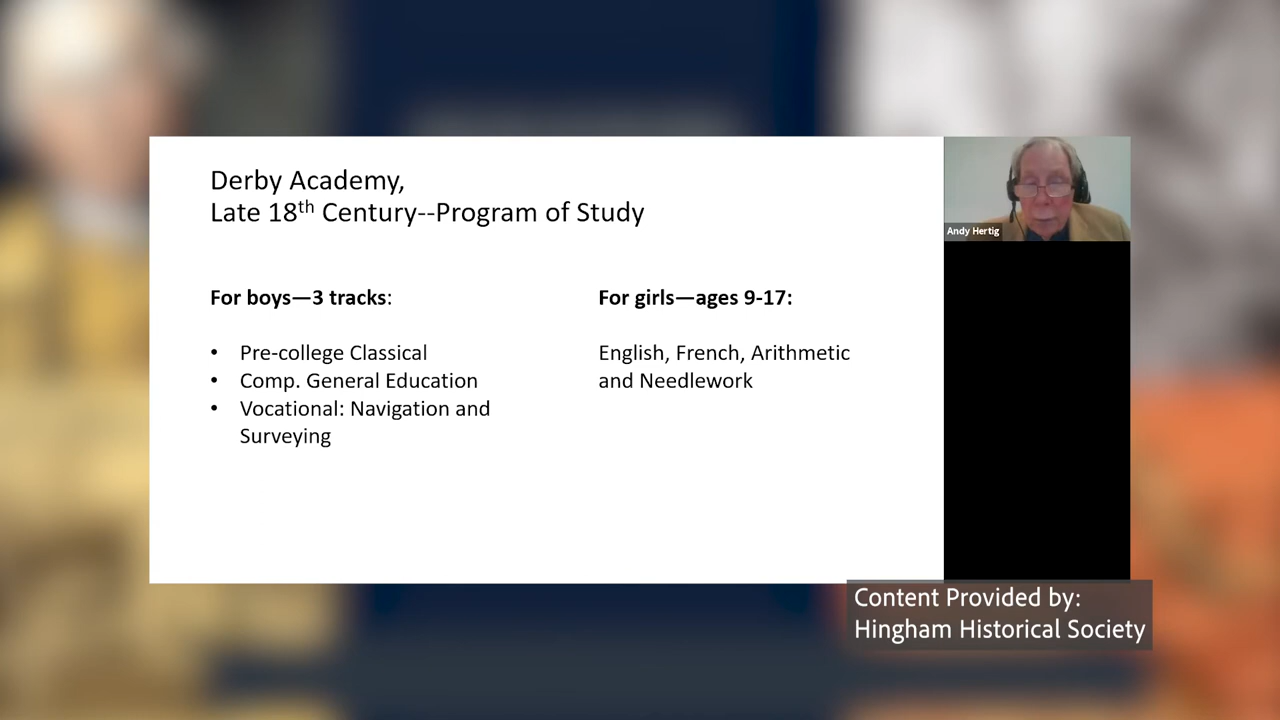 Derby Academy,
Late 18th Century--Program of Study
For boys—3 tracks:
• Pre-college Classical
• Comp. General Education
• Vocational: Navigation and
Surveying
For girls—ages 9-17:
English, French, Arithmetic
and Needlework
Andy Hertig
Content Provided by:
Hingham Historical Society